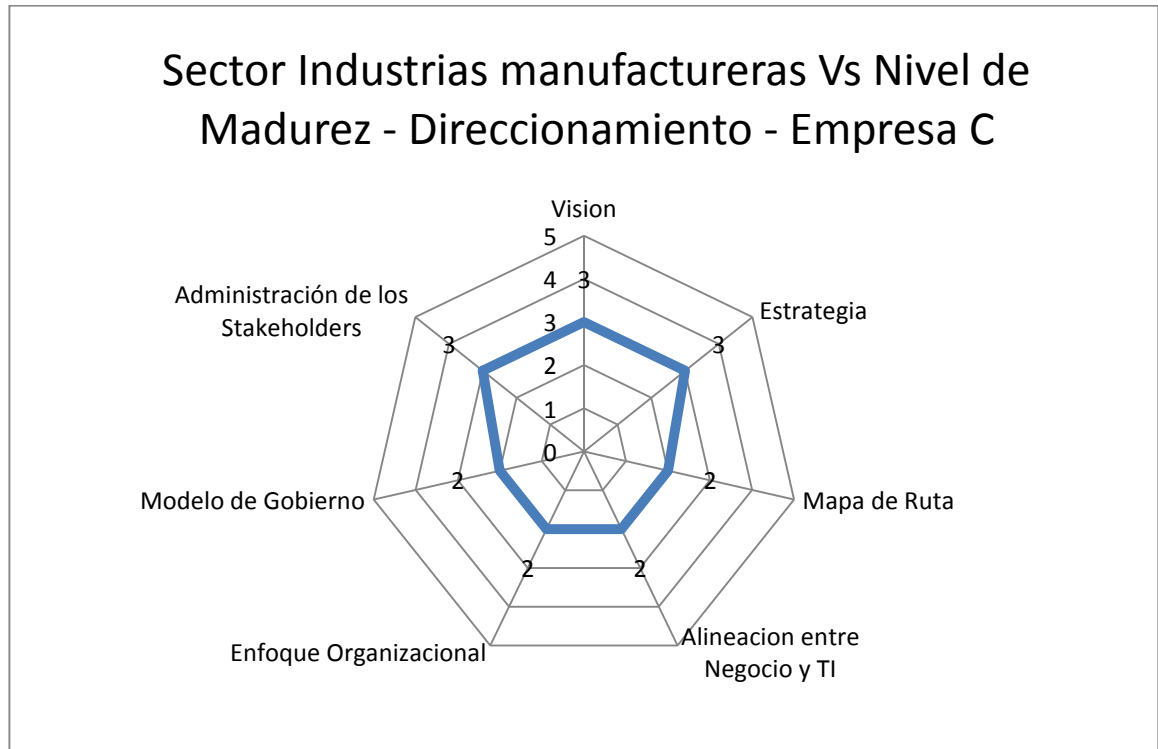 Sector Industrias manufactureras Vs Nivel de
Madurez - Direccionamiento - Empresa C
Vision
5
4
3
3
Administración de los
Stakeholders
Estrategia
3
3
3
2
1
0
Modelo de Gobierno
2
2
Mapa de Ruta
2
2
Enfoque Organizacional
Alineacion entre
Negocio y TI